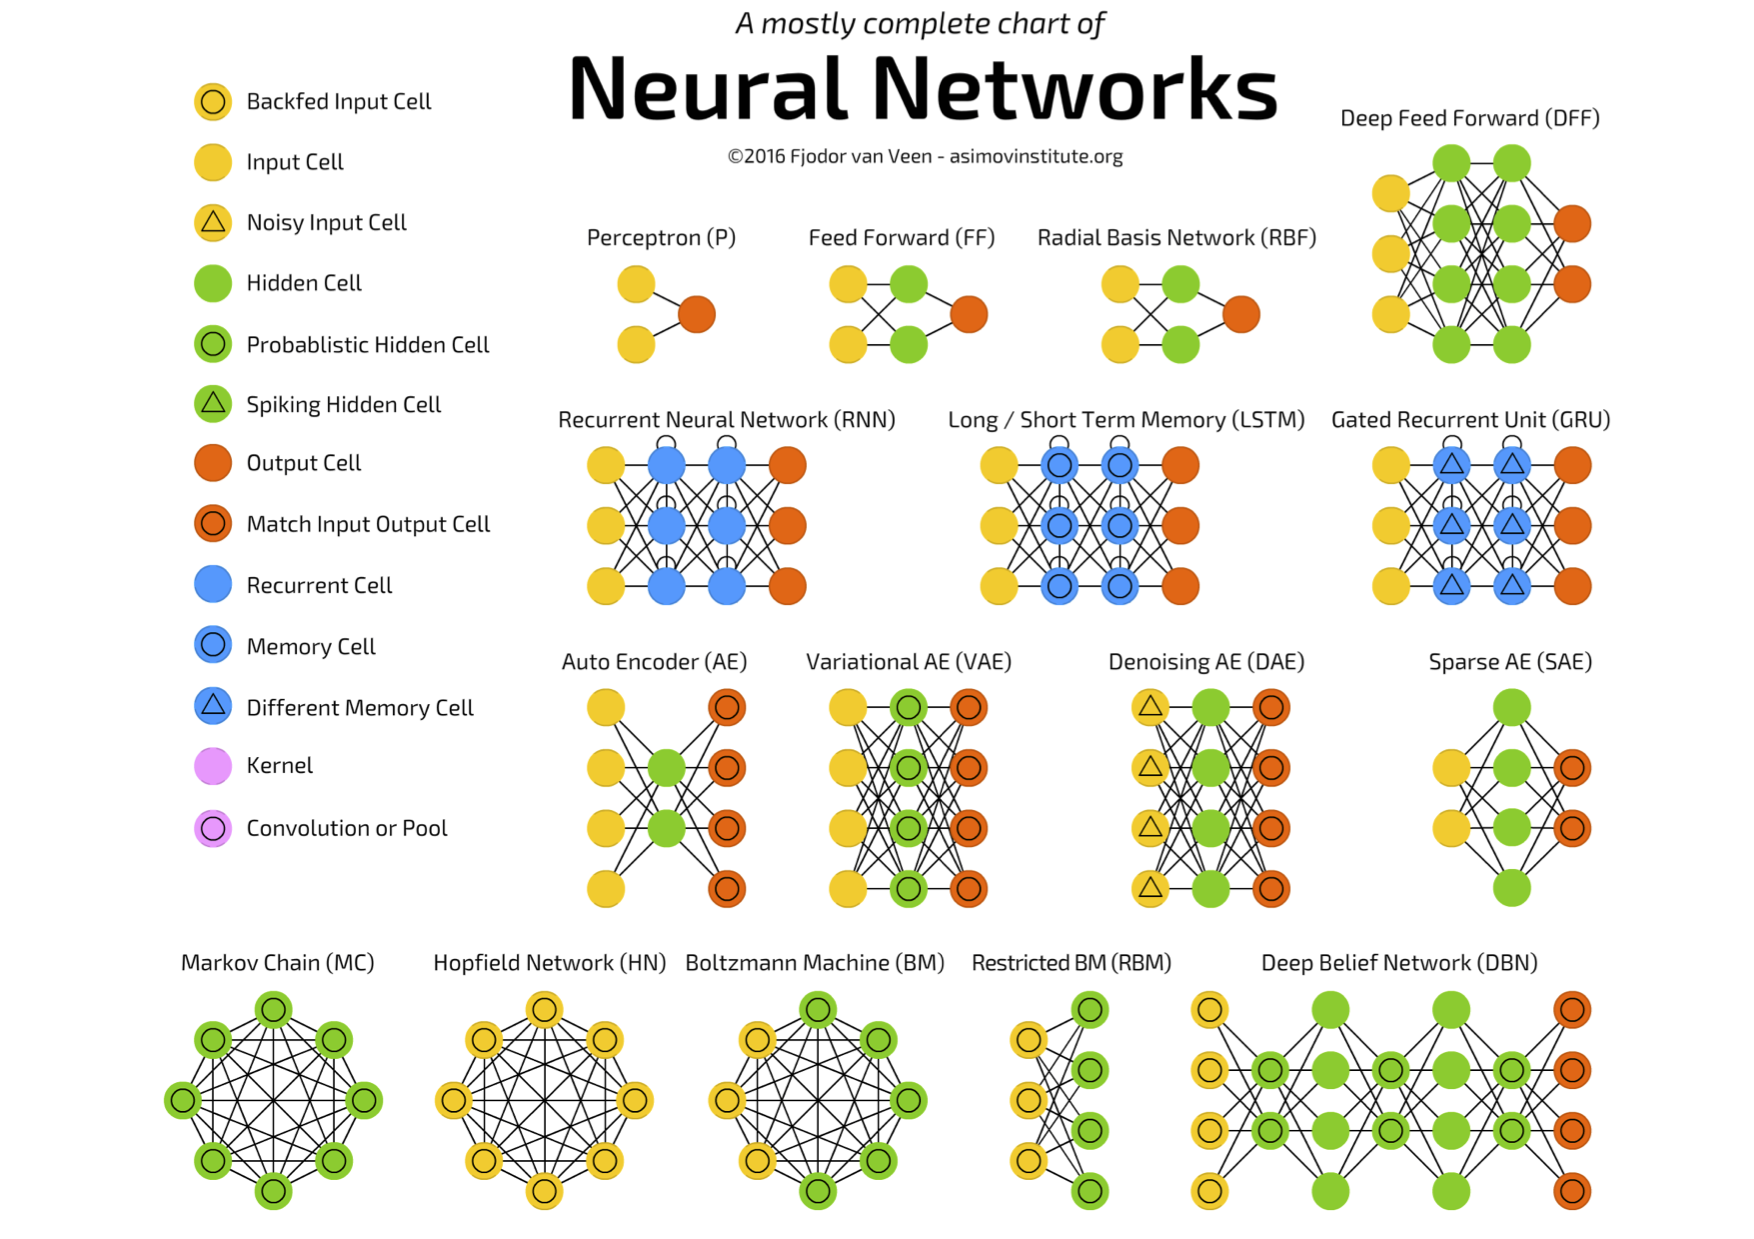 A mostly complete chart of
Neural Networks
©2016 Fjodor van Veen - asimovinstitute.org
Backfed Input Cell
Input Cell
Noisy Input Cell
Hidden Cell
Probablistic Hidden Cell
Spiking Hidden Cell
Output Cell
Match Input Output Cell
Recurrent Cell
Memory Cell
Different Memory Cell
Kernel
Convolution or Pool
Deep Feed Forward (DFF)
Perceptron (P)
Feed Forward (FF)
Radial Basis Network (RBF)
Recurrent Neural Network (RNN)
Long / Short Term Memory (LSTM)
Gated Recurrent Unit (GRU)
Auto Encoder (AE)
Variational AE (VAE)
Denoising AE (DAE)
Sparse AE (SAE)
Markov Chain (MC)
Hopfield Network (HN)
Boltzmann Machine (BM)
Restricted BM (RBM)
Deep Belief Network (DBN)